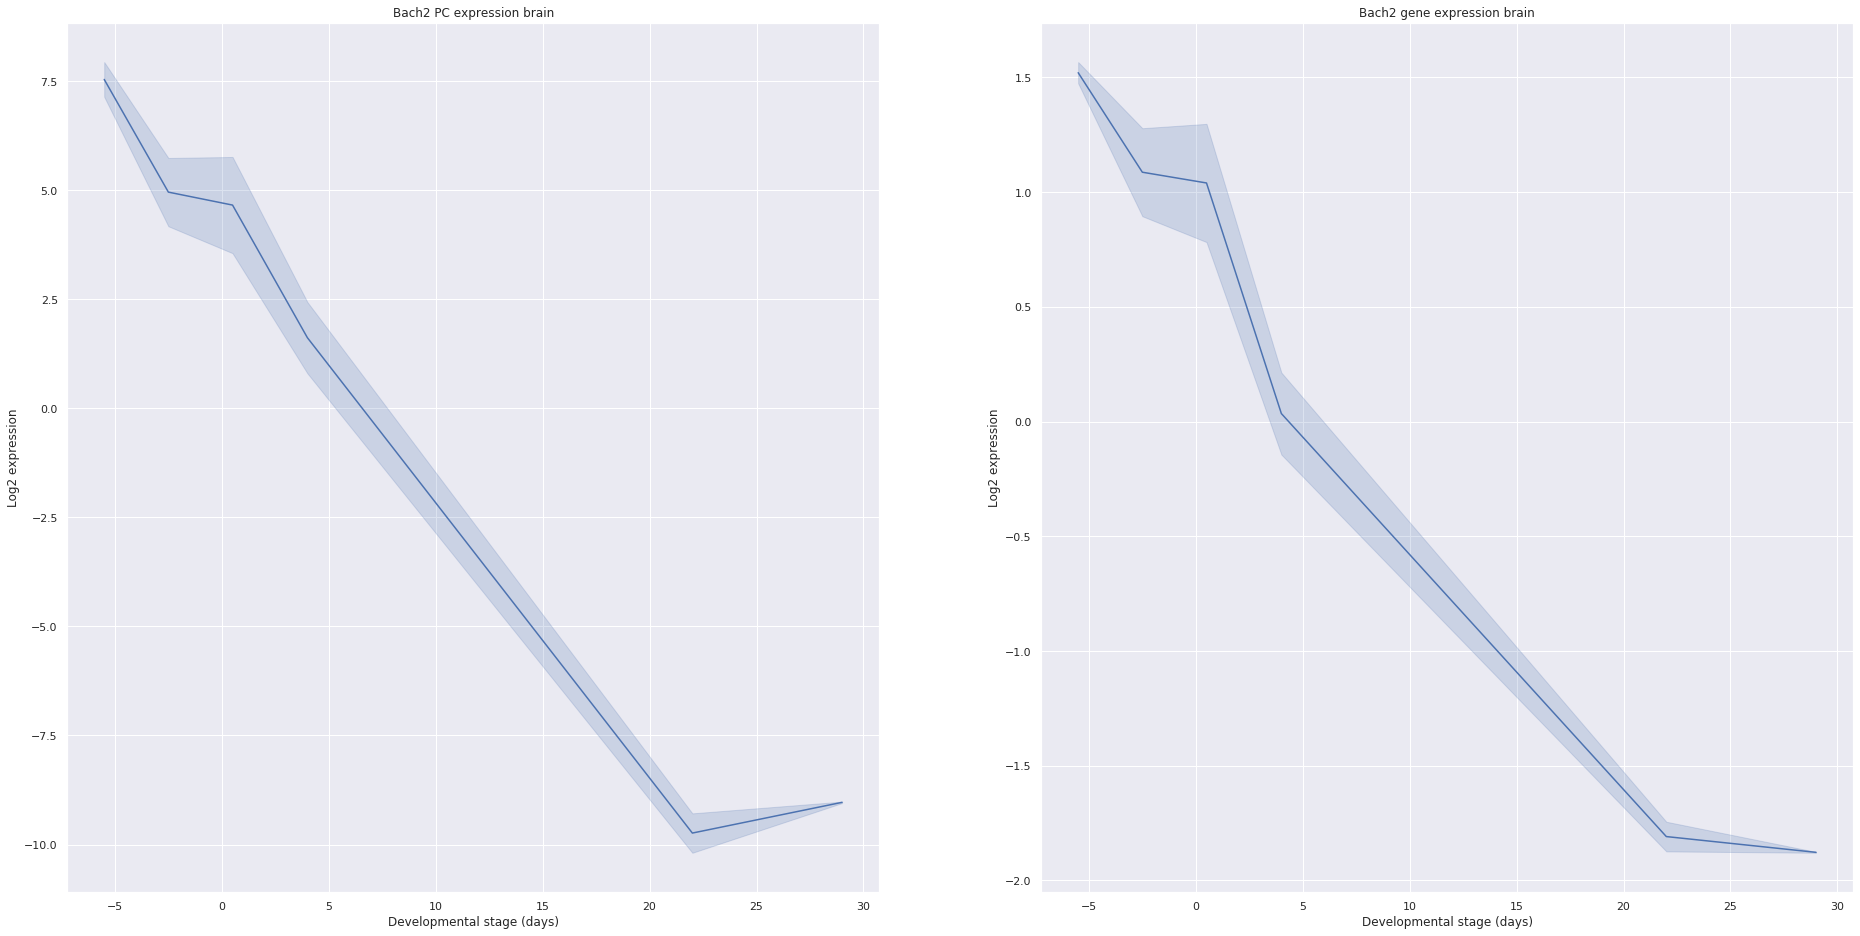 Bach2 PC expression brain
7.5
5.0
2.5
0.0
−2.5
−5.0
−7.5
−10.0
Log2 expression
−5 0 5 10 15 20 25 30
Developmental stage (days)
Bach2 gene expression brain
1.5
1.0
0.5
0.0
−0.5
−1.0
−1.5
−2.0
Log2 expression
−5 0 5 10 15 20 25 30
Developmental stage (days)